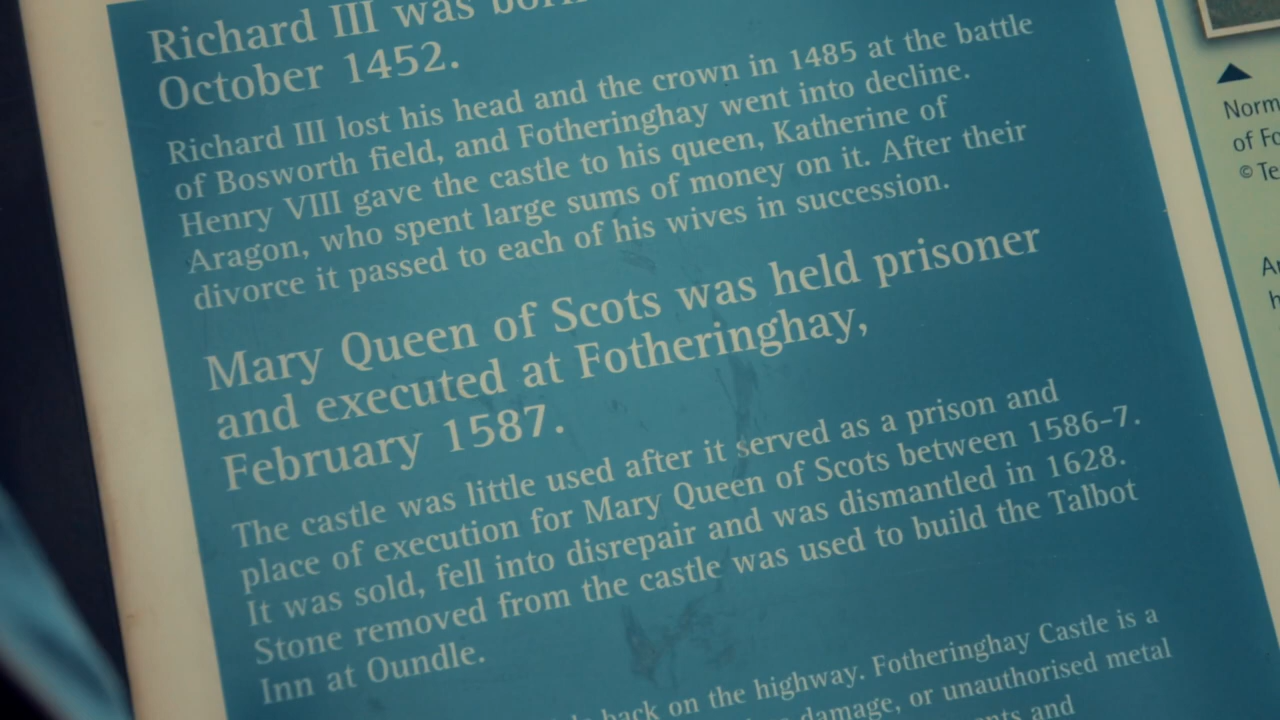 Richard III was born
October 1452.
Richard III lost his head and the crown in 1485 at the battle
of Bosworth field, and Fotheringhay went into decline.
Henry VIII gave the castle to his queen, Katherine of
Aragon, who spent large sums of money on it. After their
divorce it passed to each of his wives in succession.
Mary Queen of Scots was held prisoner
and executed at Fotheringhay,
February 1587.
The castle was little used after it served as a prison and
place of execution for Mary Queen of Scots between 1586-7.
It was sold, fell into disrepair and was dismantled in 1628.
Stone removed from the castle was used to build the Talbot
Inn at Oundle.
back on the highway. Fotheringhay Castle is a
damage, or unauthorised metal
and
Norm
of Fo
© Te